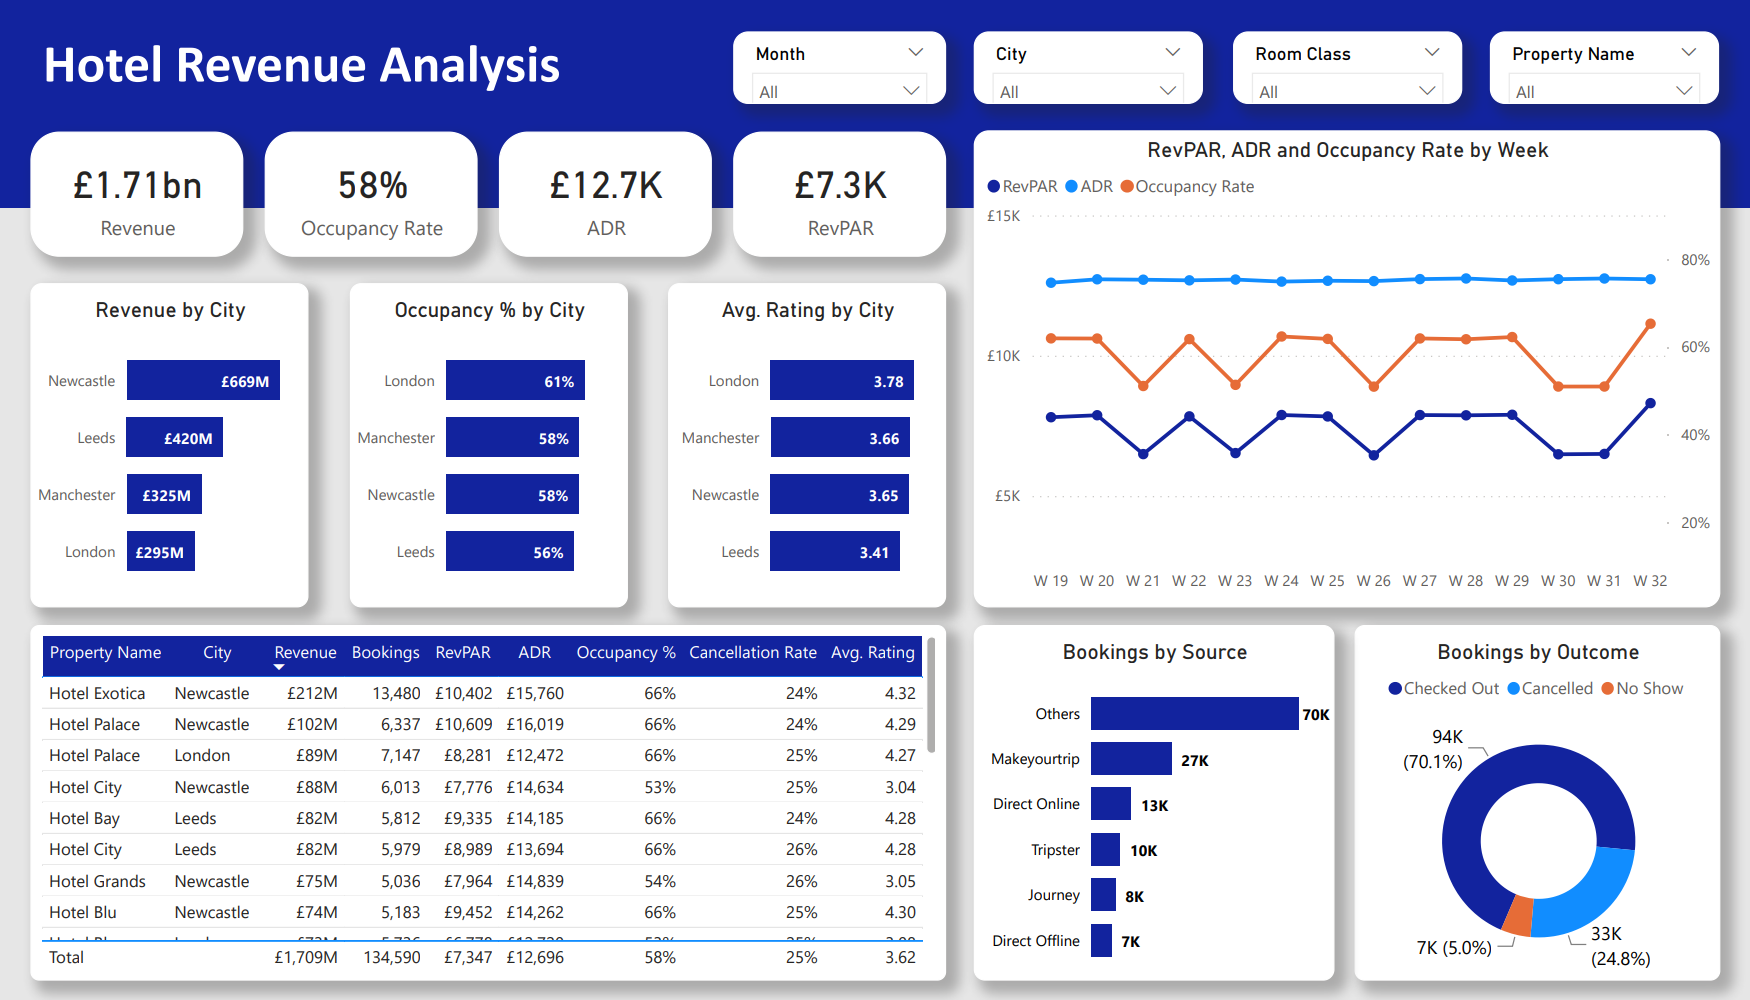 Hotel Revenue Analysis
Month
All
City
All
Room Class
All
Property Name
All
£1.71bn
Revenue
58%
Occupancy Rate
£12.7K
ADR
£7.3K
RevPAR
RevPAR, ADR and Occupancy Rate by Week
RevPAR ADR Occupancy Rate
£15K
£10K
£5K
80%
60%
40%
20%
W 19 W 20 W 21 W 22 W 23 W 24 W 25 W 26 W 27 W 28 W 29 W 30 W 31 W 32
Revenue by City
Newcastle £669M
Leeds £420M
Manchester £325M
London £295M
Occupancy % by City
London 61%
Manchester 58%
Newcastle 58%
Leeds 56%
Avg. Rating by City
London 3.78
Manchester 3.66
Newcastle 3.65
Leeds 3.41
Property Name City Revenue Bookings RevPAR ADR Occupancy % Cancellation Rate Avg. Rating
Hotel Exotica Newcastle £212M 13,480 £10,402 £15,760 66% 24% 4.32
Hotel Palace Newcastle £102M 6,337 £10,609 £16,019 66% 24% 4.29
Hotel Palace London £89M 7,147 £8,281 £12,472 66% 25% 4.27
Hotel City Newcastle £88M 6,013 £7,776 £14,634 53% 25% 3.04
Hotel Bay Leeds £82M 5,812 £9,335 £14,185 66% 24% 4.28
Hotel City Leeds £82M 5,979 £8,989 £13,694 66% 26% 4.28
Hotel Grands Newcastle £75M 5,036 £7,964 £14,839 54% 26% 3.05
Hotel Blu Newcastle £74M 5,183 £9,452 £14,262 66% 25% 4.30
Total £1,709M 134,590 £7,347 £12,696 58% 25% 3.62
Bookings by Source
Others 70K
Makeyourtrip 27K
Direct Online 13K
Tripster 10K
Journey 8K
Direct Offline 7K
Bookings by Outcome
Checked Out Cancelled No Show
94K
(70.1%)
7K (5.0%)
33K
(24.8%)